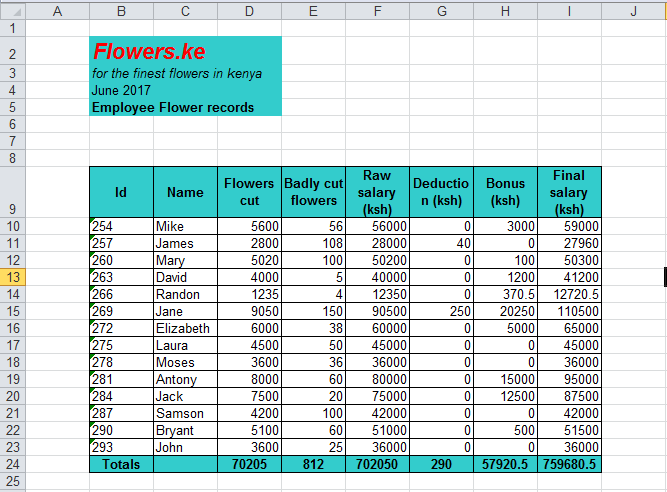 A B C D E F G H I J
1
2 Flowers.ke
3 for the finest flowers in kenya
4 June 2017
5 Employee Flower records
6
7
8
9 Id Name Flowers cut Badly cut flowers Raw salary (ksh) Deductio n (ksh) Bonus (ksh) Final salary (ksh)
10 254 Mike 5600 56 56000 0 3000 59000
11 257 James 2800 108 28000 40 0 27960
12 260 Mary 5020 100 50200 0 100 50300
13 263 David 4000 5 40000 0 1200 41200
14 266 Randon 1235 4 12350 0 370.5 12720.5
15 269 Jane 9050 150 90500 250 20250 110500
16 272 Elizabeth 6000 38 60000 0 5000 65000
17 275 Laura 4500 50 45000 0 0 45000
18 278 Moses 3600 36 36000 0 0 36000
19 281 Antony 8000 60 80000 0 15000 95000
20 284 Jack 7500 20 75000 0 12500 87500
21 287 Samson 4200 100 42000 0 0 42000
22 290 Bryant 5100 60 51000 0 500 51500
23 293 John 3600 25 36000 0 0 36000
24 Totals 70205 812 702050 290 57920.5 759680.5
25